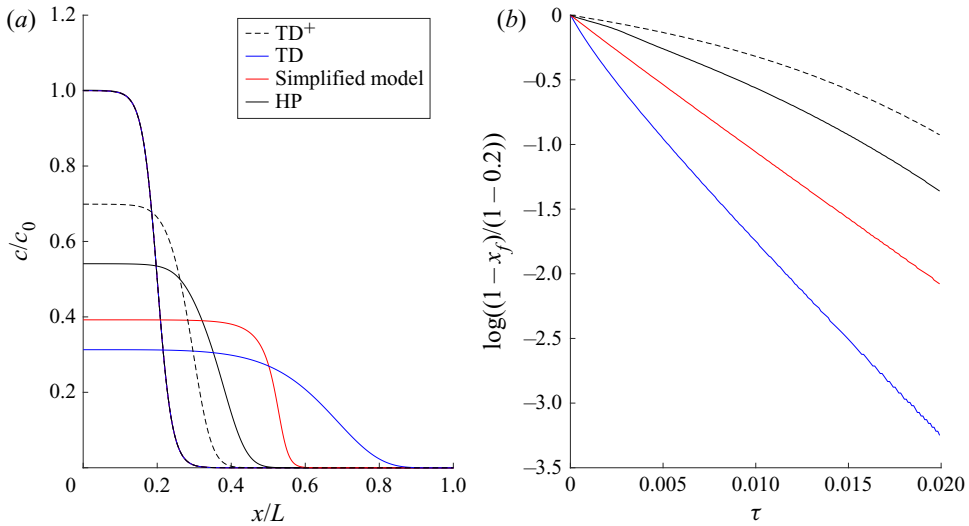 (a)
1.2
1.0
0.8
0.6
0.4
0.2
c/c0
0
0.2
0.4
0.6
0.8
1.0
x/L
TD+
TD
Simplified model
HP
(b)
0
−0.5
−1.0
−1.5
−2.0
−2.5
−3.0
−3.5
log((1 − xf)/(1 − 0.2))
0
0.005
0.010
0.015
0.020
τ